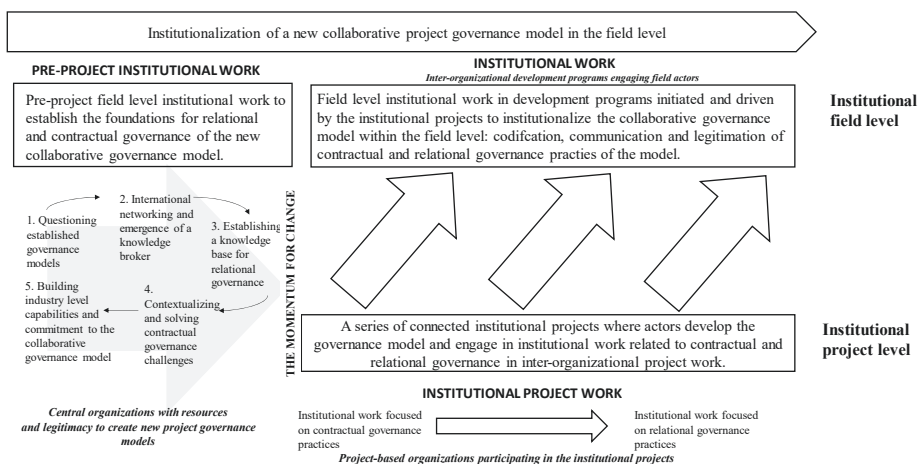 Institutionalization of a new collaborative project governance model in the field level
PRE-PROJECT INSTITUTIONAL WORK
Pre-project field level institutional work to
establish the foundations for relational
and contractual governance of the new
collaborative governance model.
INSTITUTIONAL WORK
Inter-organizational development programs engaging field actors
Field level institutional work in development programs initiated and driven
by the institutional projects to institutionalize the collaborative governance
model within the field level: codifcation, communication and legitimation of
contractual and relational governance practies of the model.
Institutional
field level
1. Questioning
established
governance
models
2. International
networking and
emergence of a
knowledge
broker
3. Establishing
a knowledge
base for
relational
governance
4.
Contextualizing
and solving
contractual
governance
challenges
5. Building
industry level
capabilities and
commitment to the
collaborative
governance model
THE MOMENTUM FOR CHANGE
A series of connected institutional projects where actors develop the
governance model and engage in institutional work related to contractual and
relational governance in inter-organizational project work.
Institutional
project level
Central organizations with resources
and legitimacy to create new project governance
models
INSTITUTIONAL PROJECT WORK
Institutional work focused
on contractual governance
practices
Institutional work focused
on relational governance
practices
Project-based organizations participating in the institutional projects